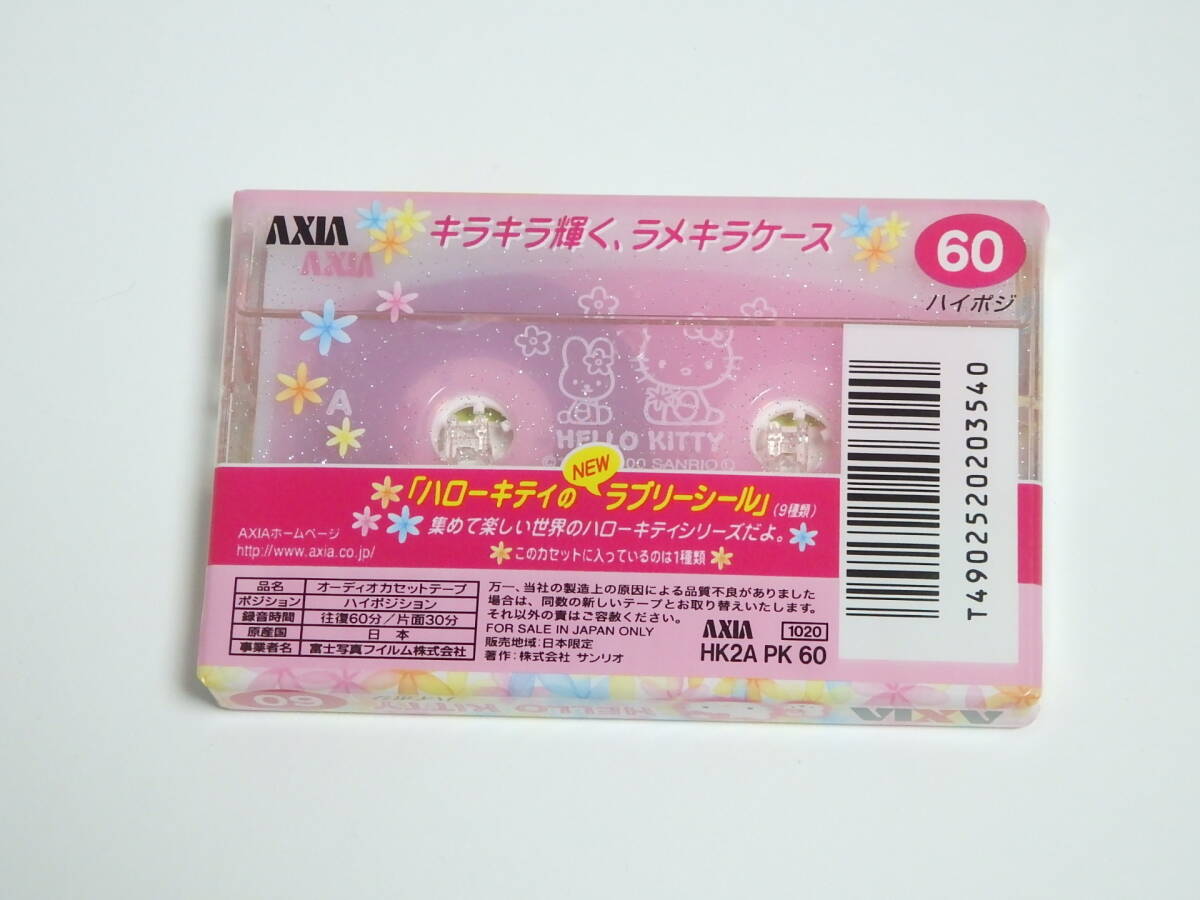 AXIA
キラキラ輝く、ラメキラケース
60
ハイポジ
A
HELLO KITTY
SANRIO
NEW
「ハローキティの ラブリーシール」(9種類)
集めて楽しい世界のハローキティシリーズだよ。
このカセットに入っているのは1種類
AXIAホームページ
http://www.axia.co.jp/
品名 オーディオカセットテープ
ポジション ハイポジション
録音時間 往復60分/片面30分
原産国 日本
事業者名 富士写真フイルム株式会社
万一、当社の製造上の原因による品質不良がありました
場合は、同数の新しいテープとお取り替えいたします。
それ以外の責はご容赦ください。
FOR SALE IN JAPAN ONLY
販売地域:日本限定
著作:株式会社 サンリオ
AXIA 1020
HK2A PK 60
T4902520203540
60
ハイポジ
HELLO KITTY
AXIA